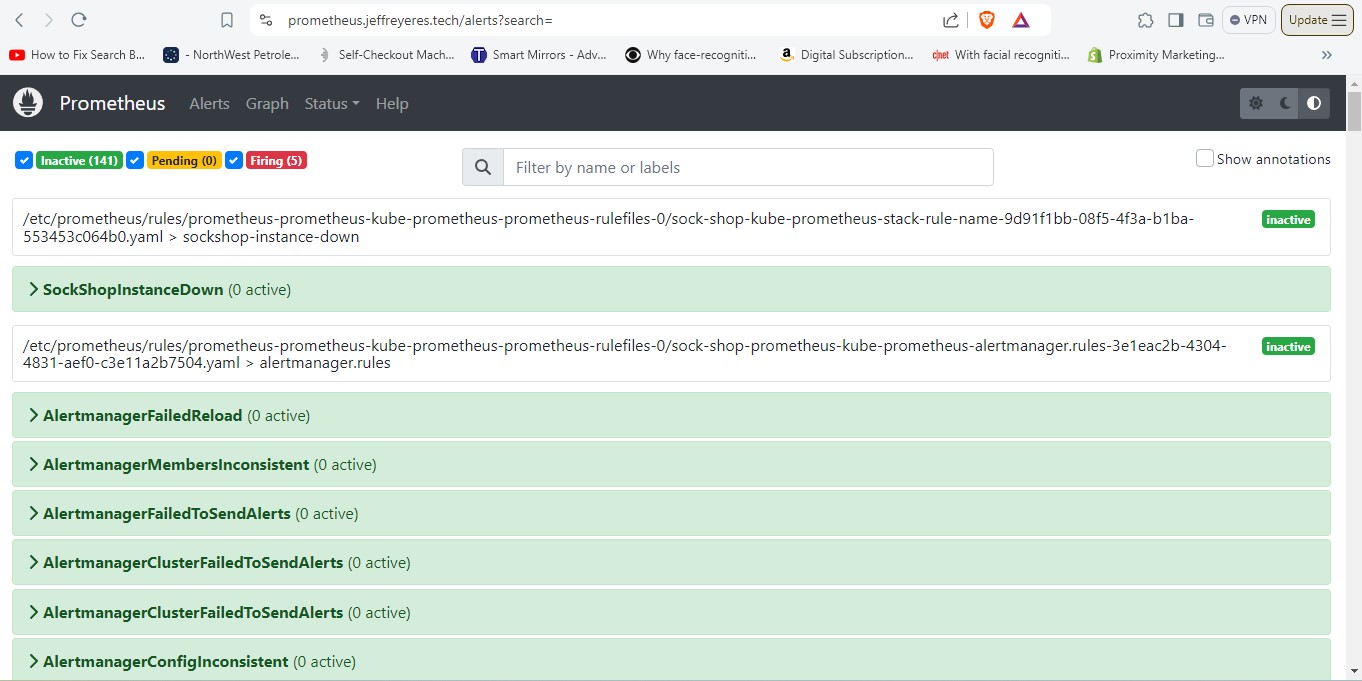 prometheus.jeffreyeres.tech/alerts?search=
VPN
Update
How to Fix Search B...
- NorthWest Petrole...
Self-Checkout Mach...
Smart Mirrors - Adv...
Why face-recogniti...
Digital Subscription...
cnet
With facial recogniti...
Proximity Marketing...
Prometheus
Alerts
Graph
Status
Help
Inactive (141)
Pending (0)
Firing (5)
Filter by name or labels
Show annotations
/etc/prometheus/rules/prometheus-prometheus-kube-prometheus-prometheus-rulefiles-0/sock-shop-kube-prometheus-stack-rule-name-9d91f1bb-08f5-4f3a-b1ba-
553453c064b0.yaml > sockshop-instance-down
inactive
SockShopInstanceDown (0 active)
/etc/prometheus/rules/prometheus-prometheus-kube-prometheus-prometheus-rulefiles-0/sock-shop-prometheus-kube-prometheus-alertmanager.rules-3e1eac2b-4304-
4831-aef0-c3e11a2b7504.yaml > alertmanager.rules
inactive
AlertmanagerFailedReload (0 active)
AlertmanagerMembersInconsistent (0 active)
AlertmanagerFailedToSendAlerts (0 active)
AlertmanagerClusterFailedToSendAlerts (0 active)
AlertmanagerClusterFailedToSendAlerts (0 active)
AlertmanagerConfigInconsistent (0 active)